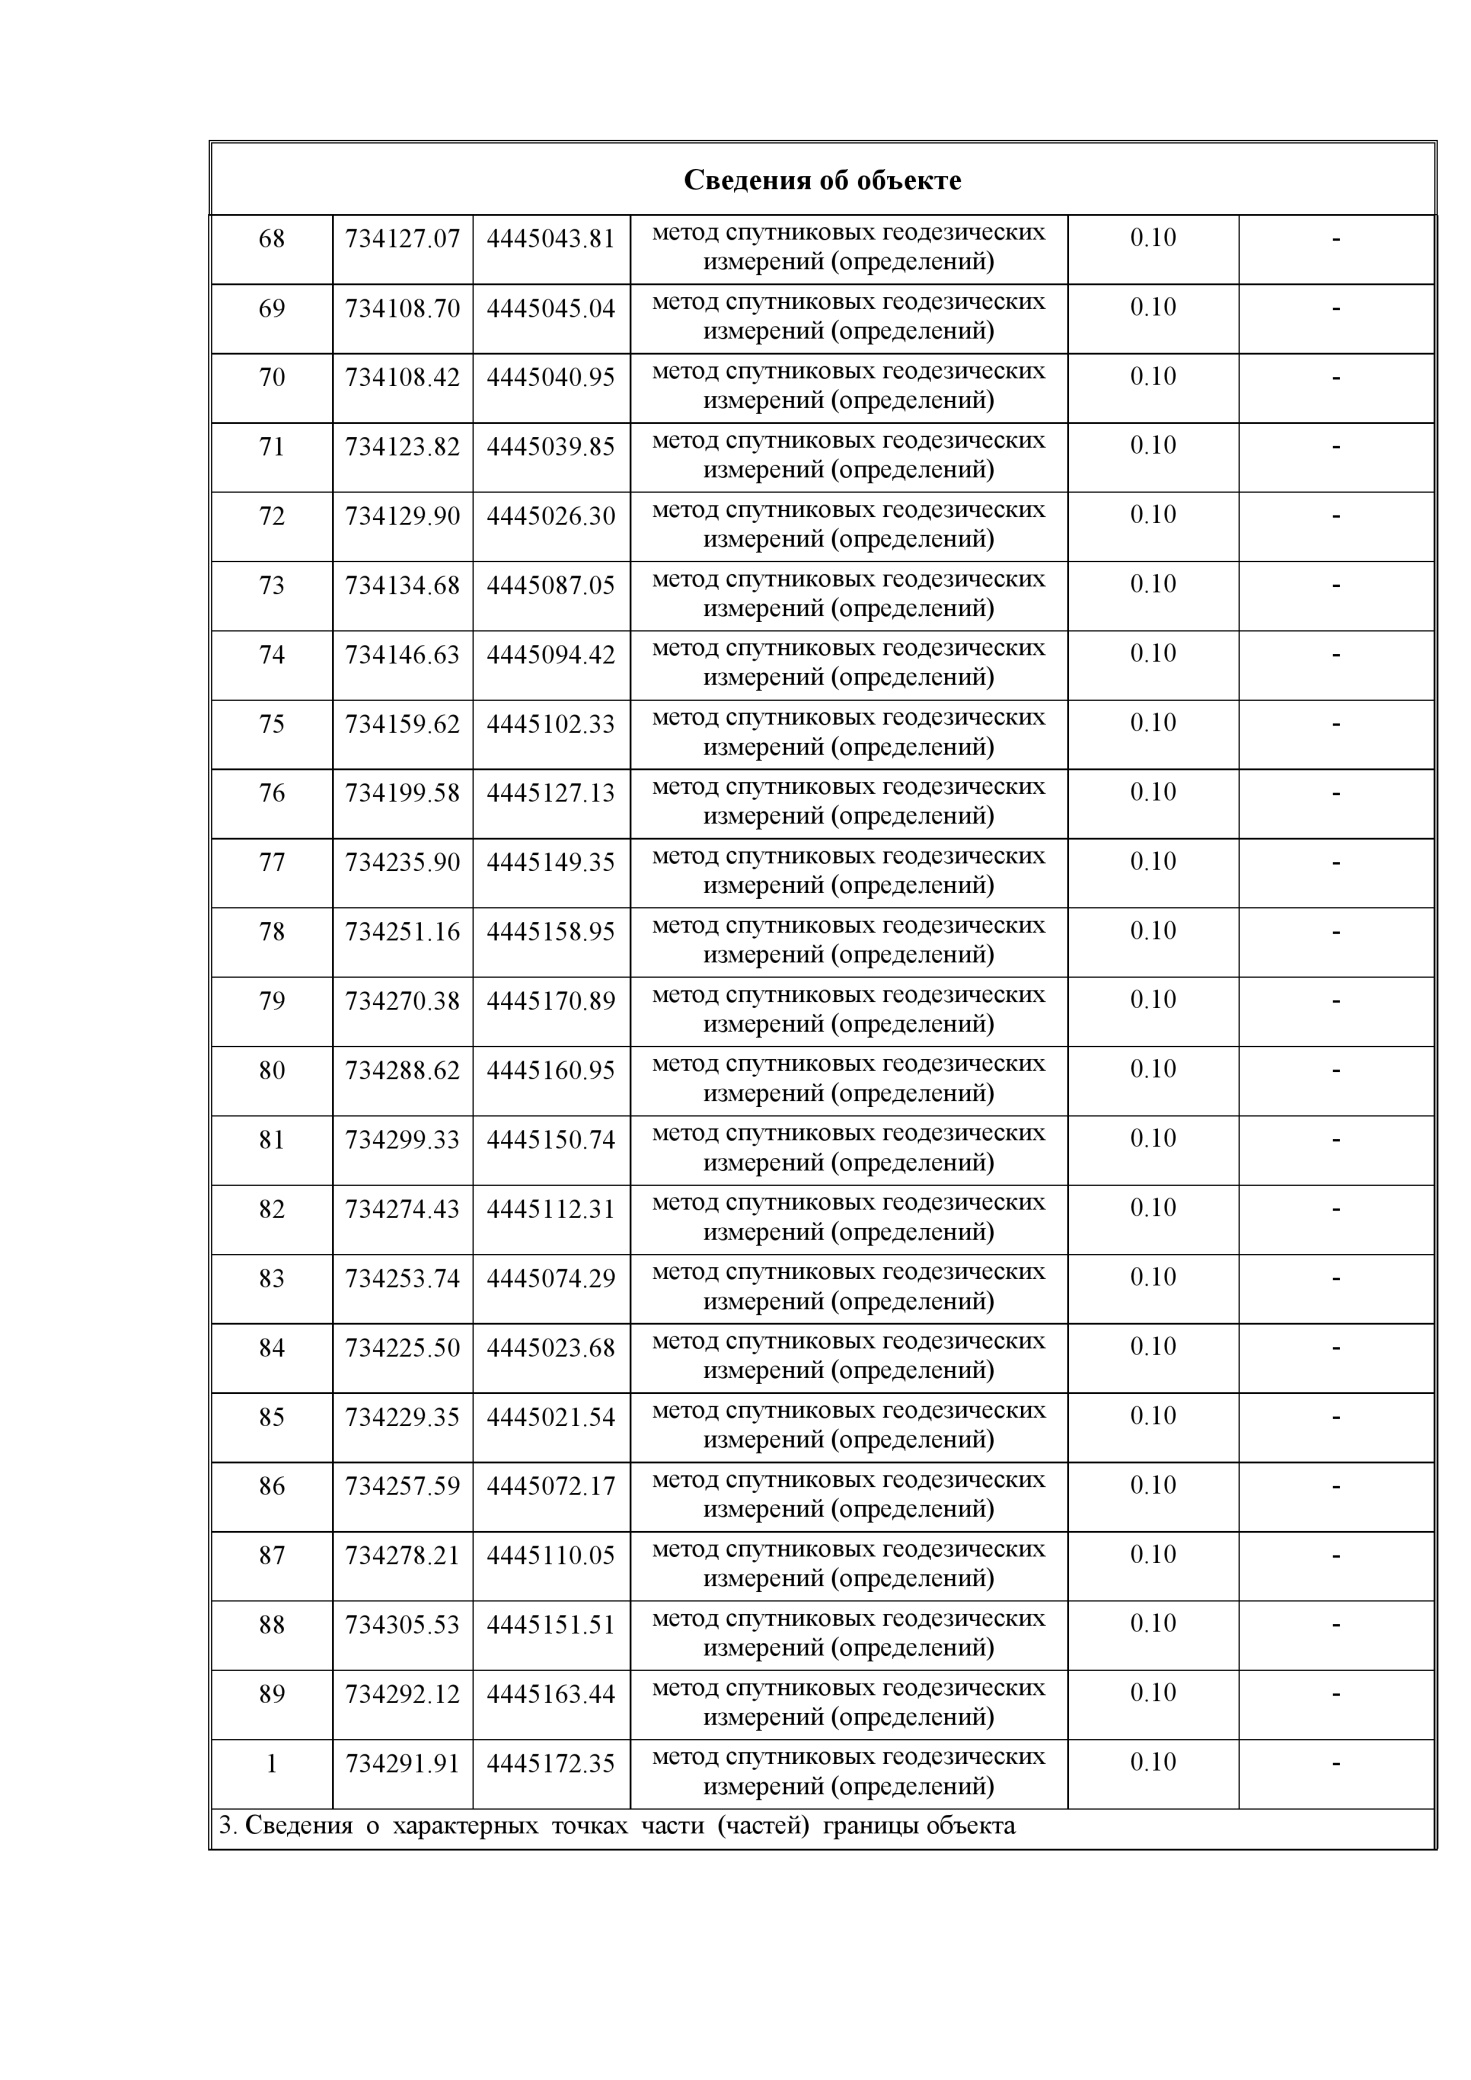 Сведения об объекте
68 734127.07 4445043.81 метод спутниковых геодезических измерений (определений) 0.10 -
69 734108.70 4445045.04 метод спутниковых геодезических измерений (определений) 0.10 -
70 734108.42 4445040.95 метод спутниковых геодезических измерений (определений) 0.10 -
71 734123.82 4445039.85 метод спутниковых геодезических измерений (определений) 0.10 -
72 734129.90 4445026.30 метод спутниковых геодезических измерений (определений) 0.10 -
73 734134.68 4445087.05 метод спутниковых геодезических измерений (определений) 0.10 -
74 734146.63 4445094.42 метод спутниковых геодезических измерений (определений) 0.10 -
75 734159.62 4445102.33 метод спутниковых геодезических измерений (определений) 0.10 -
76 734199.58 4445127.13 метод спутниковых геодезических измерений (определений) 0.10 -
77 734235.90 4445149.35 метод спутниковых геодезических измерений (определений) 0.10 -
78 734251.16 4445158.95 метод спутниковых геодезических измерений (определений) 0.10 -
79 734270.38 4445170.89 метод спутниковых геодезических измерений (определений) 0.10 -
80 734288.62 4445160.95 метод спутниковых геодезических измерений (определений) 0.10 -
81 734299.33 4445150.74 метод спутниковых геодезических измерений (определений) 0.10 -
82 734274.43 4445112.31 метод спутниковых геодезических измерений (определений) 0.10 -
83 734253.74 4445074.29 метод спутниковых геодезических измерений (определений) 0.10 -
84 734225.50 4445023.68 метод спутниковых геодезических измерений (определений) 0.10 -
85 734229.35 4445021.54 метод спутниковых геодезических измерений (определений) 0.10 -
86 734257.59 4445072.17 метод спутниковых геодезических измерений (определений) 0.10 -
87 734278.21 4445110.05 метод спутниковых геодезических измерений (определений) 0.10 -
88 734305.53 4445151.51 метод спутниковых геодезических измерений (определений) 0.10 -
89 734292.12 4445163.44 метод спутниковых геодезических измерений (определений) 0.10 -
1 734291.91 4445172.35 метод спутниковых геодезических измерений (определений) 0.10 -
3. Сведения о характерных точках части (частей) границы объекта